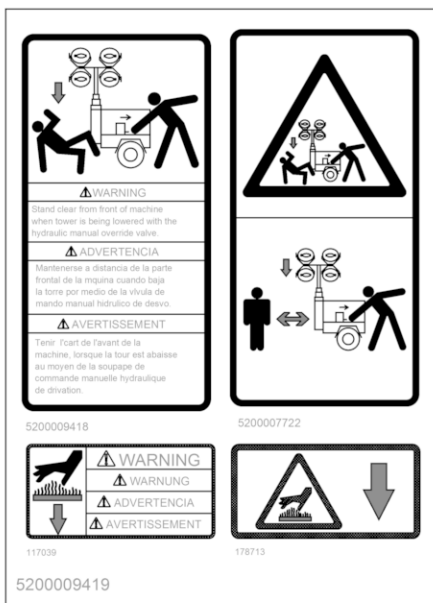 WARNING
Stand clear from front of machine
when tower is being lowered with the
hydraulic manual override valve.
ADVERTENCIA
Mantenerse a distancia de la parte
frontal de la mquina cuando baja
la torre por medio de la vlvula de
mando manual hidrulico de desvo.
AVERTISSEMENT
Tenir l'cart de l'avant de la
machine, lorsque la tour est abaisse
au moyen de la soupape de
commande manuelle hydraulique
de drivation.
5200009418
5200007722
WARNING
WARNUNG
ADVERTENCIA
AVERTISSEMENT
117039
178713
5200009419